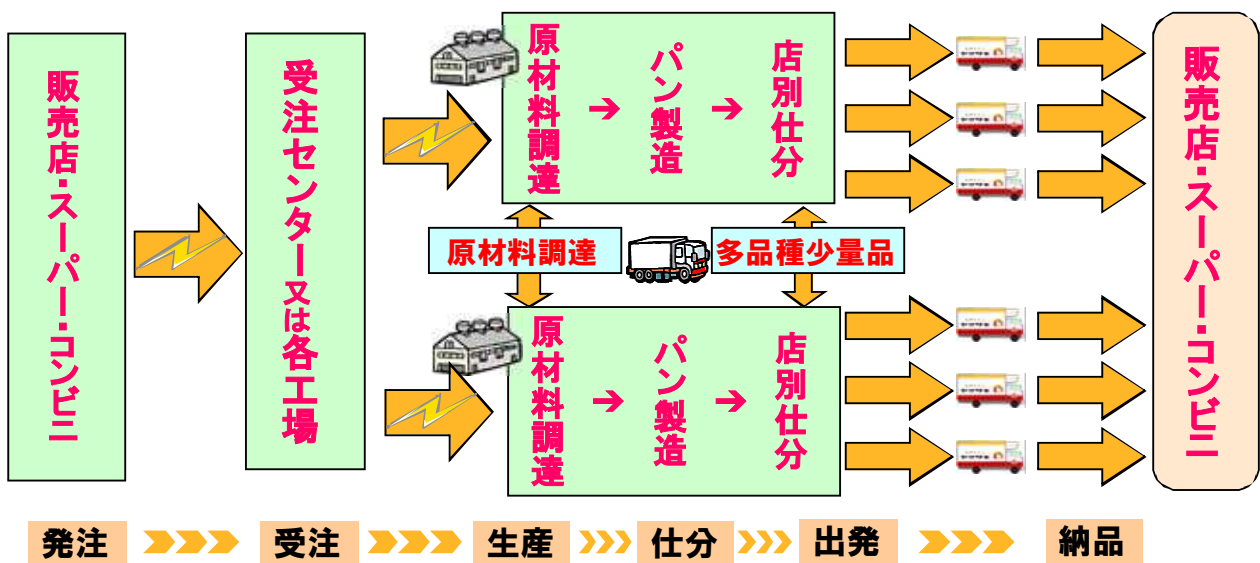 販売店・スーパー・コンビニ
受注センター又は各工場
原材料調達
パン製造
店別仕分
原材料調達
多品種少量品
原材料調達
パン製造
店別仕分
販売店・スーパー・コンビニ
発注
受注
生産
仕分
出発
納品